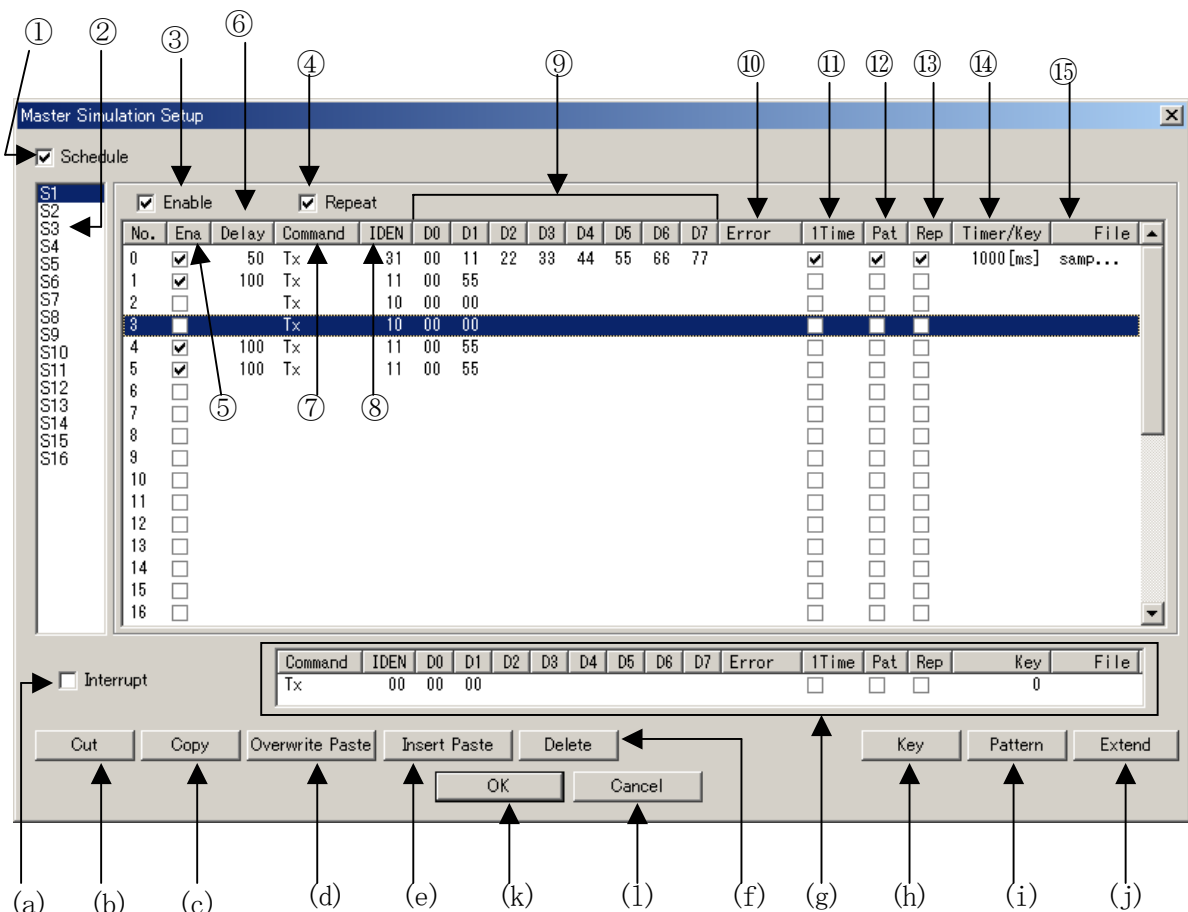 ① ② ③ ⑥ ④ ⑨ ⑩ ⑪ ⑫ ⑬ ⑭ ⑮
Master Simulation Setup
Schedule
S1
S2
S3
S4
S5
S6
S7
S8
S9
S10
S11
S12
S13
S14
S15
S16
Enable Repeat
No. Ena Delay Command IDEN D0 D1 D2 D3 D4 D5 D6 D7 Error 1Time Pat Rep Timer/Key File
0 50 Tx 31 00 11 22 33 44 55 66 77 1000[ms] samp...
1 100 Tx 11 00 55
2 Tx 10 00 00
3 Tx 10 00 00
4 100 Tx 11 00 55
5 100 Tx 11 00 55
6
7
8
9
10
11
12
13
14
15
16
⑤ ⑦ ⑧
Interrupt
Command IDEN D0 D1 D2 D3 D4 D5 D6 D7 Error 1Time Pat Rep Key File
Tx 00 00 00 0
Cut Copy Overwrite Paste Insert Paste Delete Key Pattern Extend
OK Cancel
(a) (b) (c) (d) (e) (k) (l) (f) (g) (h) (i) (j)